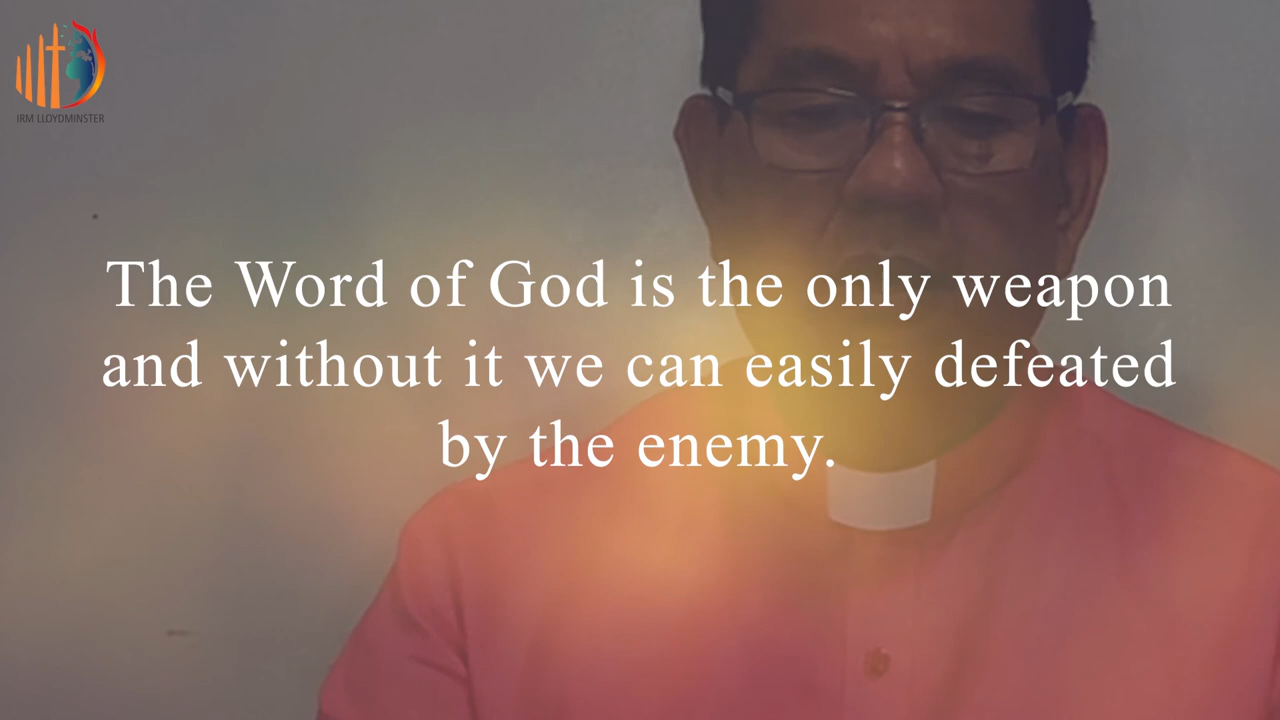 IRM LLOYDMINSTER
The Word of God is the only weapon
and without it we can easily defeated
by the enemy.